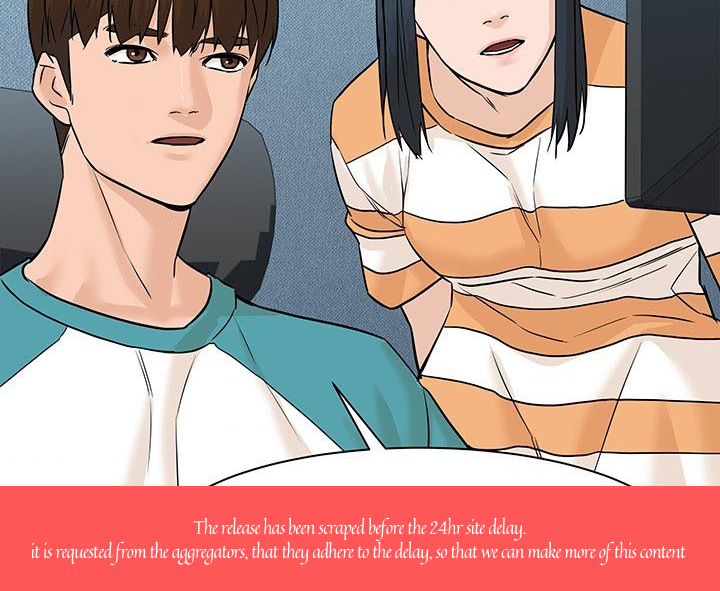 The release has been scraped before the 24hr site delay.
it is requested from the aggregators, that they adhere to the delay, so that we can make more of this content